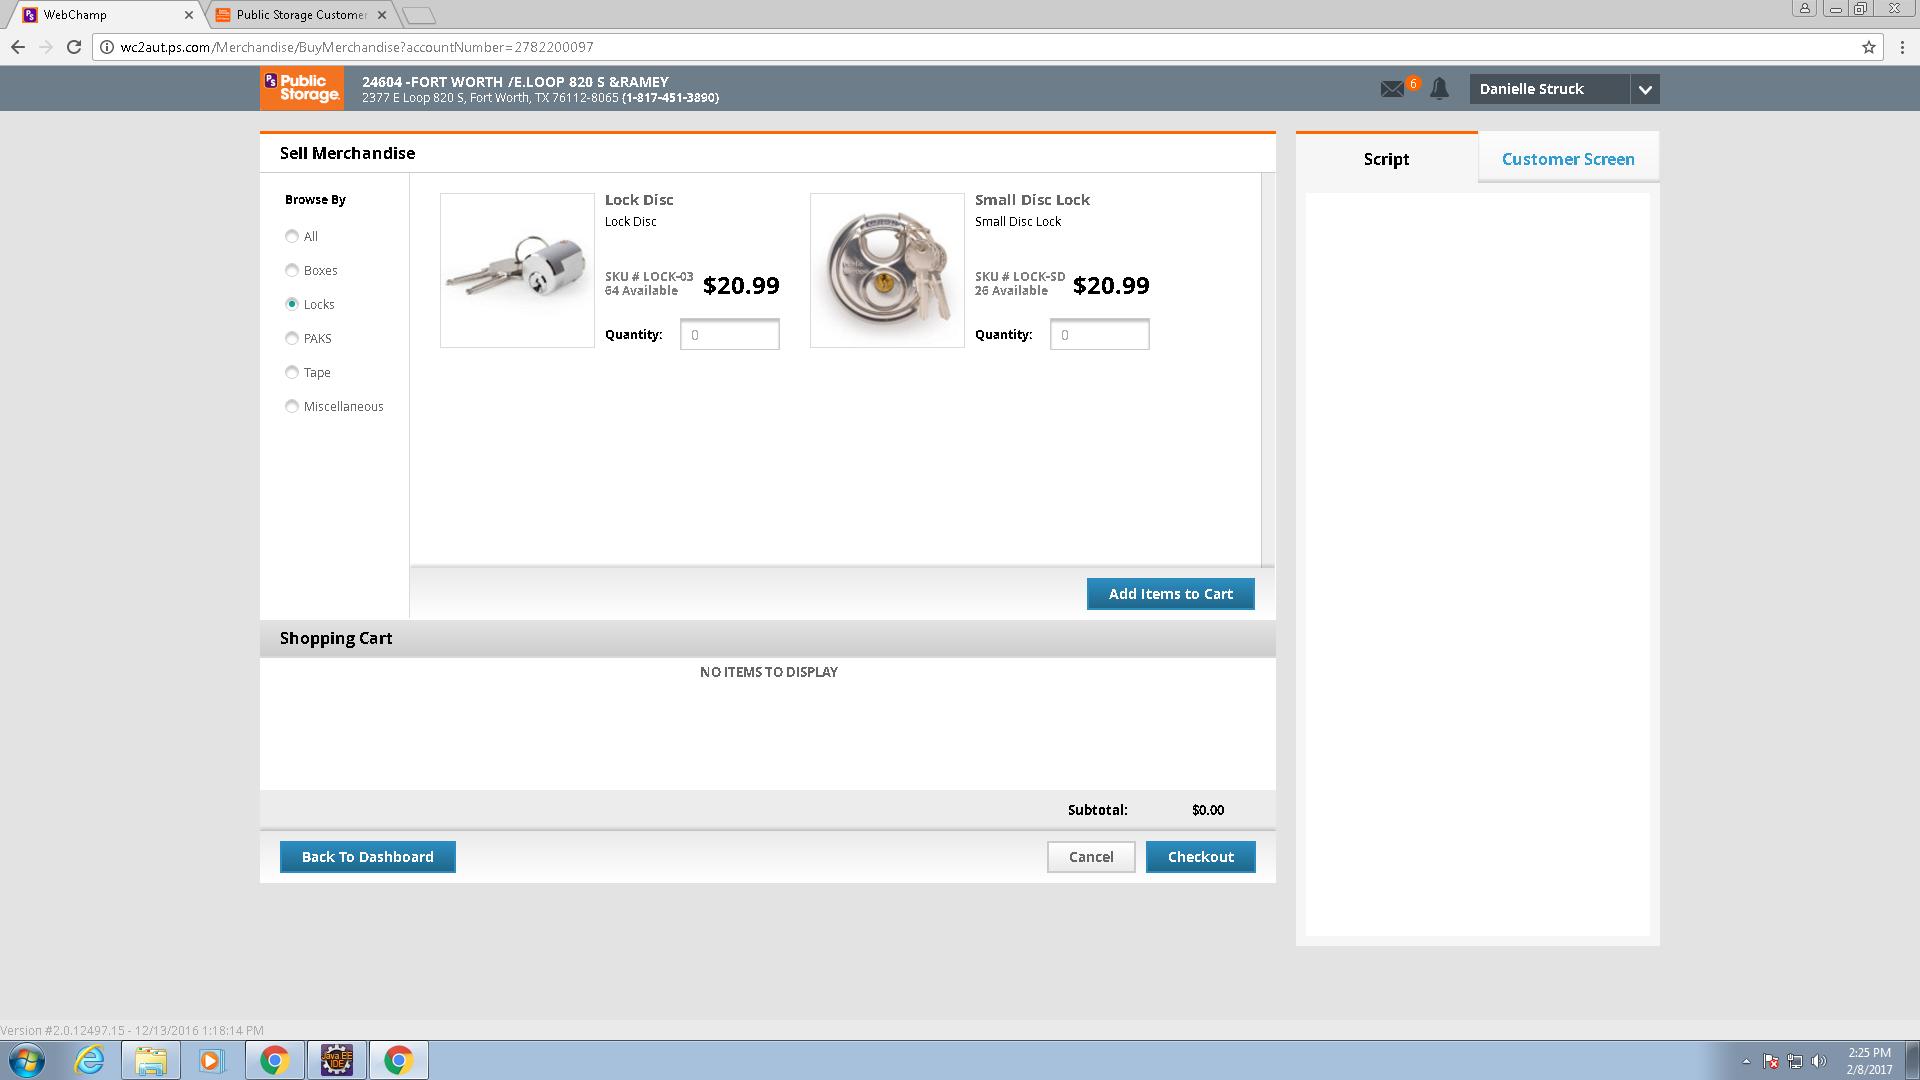 WebChamp
Public Storage Customer
wc2aut.ps.com/Merchandise/BuyMerchandise?accountNumber=2782200097
PS Public Storage.
24604 -FORT WORTH /E.LOOP 820 S &RAMEY
2377 E Loop 820 S, Fort Worth, TX 76112-8065 (1-817-451-3890)
6
Danielle Struck
Sell Merchandise
Script
Customer Screen
Browse By
All
Boxes
Locks
PAKS
Tape
Miscellaneous
Lock Disc
Lock Disc
SKU # LOCK-03
64 Available
$20.99
Quantity: 0
Small Disc Lock
Small Disc Lock
SKU # LOCK-SD
26 Available
$20.99
Quantity: 0
Add Items to Cart
Shopping Cart
NO ITEMS TO DISPLAY
Subtotal: $0.00
Back To Dashboard
Cancel
Checkout
Version #2.0.12497.15 - 12/13/2016 1:18:14 PM
Java EE
IDE
2:25 PM
2/8/2017